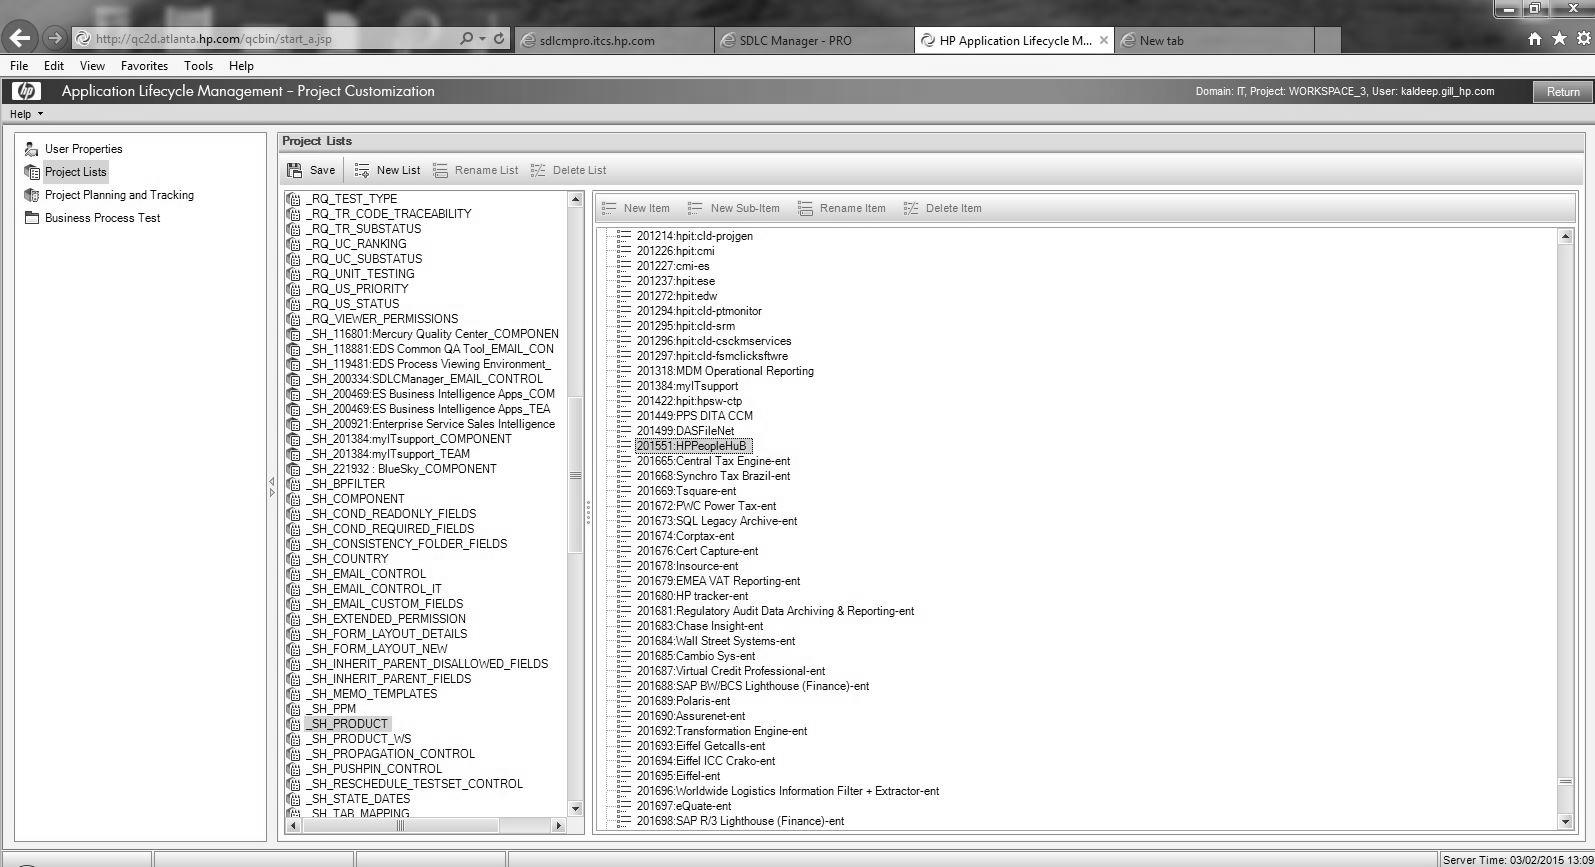 http://qc2d.atlanta.hp.com/qcbin/start_a.jsp
sdlcmpro.itcs.hp.com
SDLC Manager - PRO
HP Application Lifecycle M...
New tab
File Edit View Favorites Tools Help
hp Application Lifecycle Management – Project Customization
Domain: IT, Project: WORKSPACE_3, User: kaldeep.gill_hp.com
Return
Help
User Properties
Project Lists
Project Planning and Tracking
Business Process Test
Project Lists
Save New List Rename List Delete List
_RQ_TEST_TYPE
_RQ_TR_CODE_TRACEABILITY
_RQ_TR_SUBSTATUS
_RQ_UC_RANKING
_RQ_UC_SUBSTATUS
_RQ_UNIT_TESTING
_RQ_US_PRIORITY
_RQ_US_STATUS
_RQ_VIEWER_PERMISSIONS
_SH_116801:Mercury Quality Center_COMPONEN
_SH_118881:EDS Common QA Tool_EMAIL_CON
_SH_119481:EDS Process Viewing Environment_
_SH_200334:SDLCManager_EMAIL_CONTROL
_SH_200469:ES Business Intelligence Apps_COM
_SH_200469:ES Business Intelligence Apps_TEA
_SH_200921:Enterprise Service Sales Intelligence
_SH_201384:myITsupport_COMPONENT
_SH_201384:myITsupport_TEAM
_SH_221932 : BlueSky_COMPONENT
_SH_BPFILTER
_SH_COMPONENT
_SH_COND_READONLY_FIELDS
_SH_COND_REQUIRED_FIELDS
_SH_CONSISTENCY_FOLDER_FIELDS
_SH_COUNTRY
_SH_EMAIL_CONTROL
_SH_EMAIL_CONTROL_IT
_SH_EMAIL_CUSTOM_FIELDS
_SH_EXTENDED_PERMISSION
_SH_FORM_LAYOUT_DETAILS
_SH_FORM_LAYOUT_NEW
_SH_INHERIT_PARENT_DISALLOWED_FIELDS
_SH_INHERIT_PARENT_FIELDS
_SH_MEMO_TEMPLATES
_SH_PPM
_SH_PRODUCT
_SH_PRODUCT_WS
_SH_PROPAGATION_CONTROL
_SH_PUSHPIN_CONTROL
_SH_RESCHEDULE_TESTSET_CONTROL
_SH_STATE_DATES
_SH_TAB_MAPPING
New Item New Sub-Item Rename Item Delete Item
201214:hpit:cld-projgen
201226:hpit:cmi
201227:cmi-es
201237:hpit:ese
201272:hpit:edw
201294:hpit:cld-ptmonitor
201295:hpit:cld-srm
201296:hpit:cld-csckmservices
201297:hpit:cld-fsmclicksftwre
201318:MDM Operational Reporting
201384:myITsupport
201422:hpit:hpsw-ctp
201449:PPS DITA CCM
201499:DASFileNet
201551:HPPeopleHuB
201665:Central Tax Engine-ent
201668:Synchro Tax Brazil-ent
201669:Tsquare-ent
201672:PWC Power Tax-ent
201673:SQL Legacy Archive-ent
201674:Corptax-ent
201676:Cert Capture-ent
201678:Insource-ent
201679:EMEA VAT Reporting-ent
201680:HP tracker-ent
201681:Regulatory Audit Data Archiving & Reporting-ent
201683:Chase Insight-ent
201684:Wall Street Systems-ent
201685:Cambio Sys-ent
201687:Virtual Credit Professional-ent
201688:SAP BW/BCS Lighthouse (Finance)-ent
201689:Polaris-ent
201690:Assurenet-ent
201692:Transformation Engine-ent
201693:Eiffel Getcalls-ent
201694:Eiffel ICC Crako-ent
201695:Eiffel-ent
201696:Worldwide Logistics Information Filter + Extractor-ent
201697:eQuate-ent
201698:SAP R/3 Lighthouse (Finance)-ent
Server Time: 03/02/2015 13:09